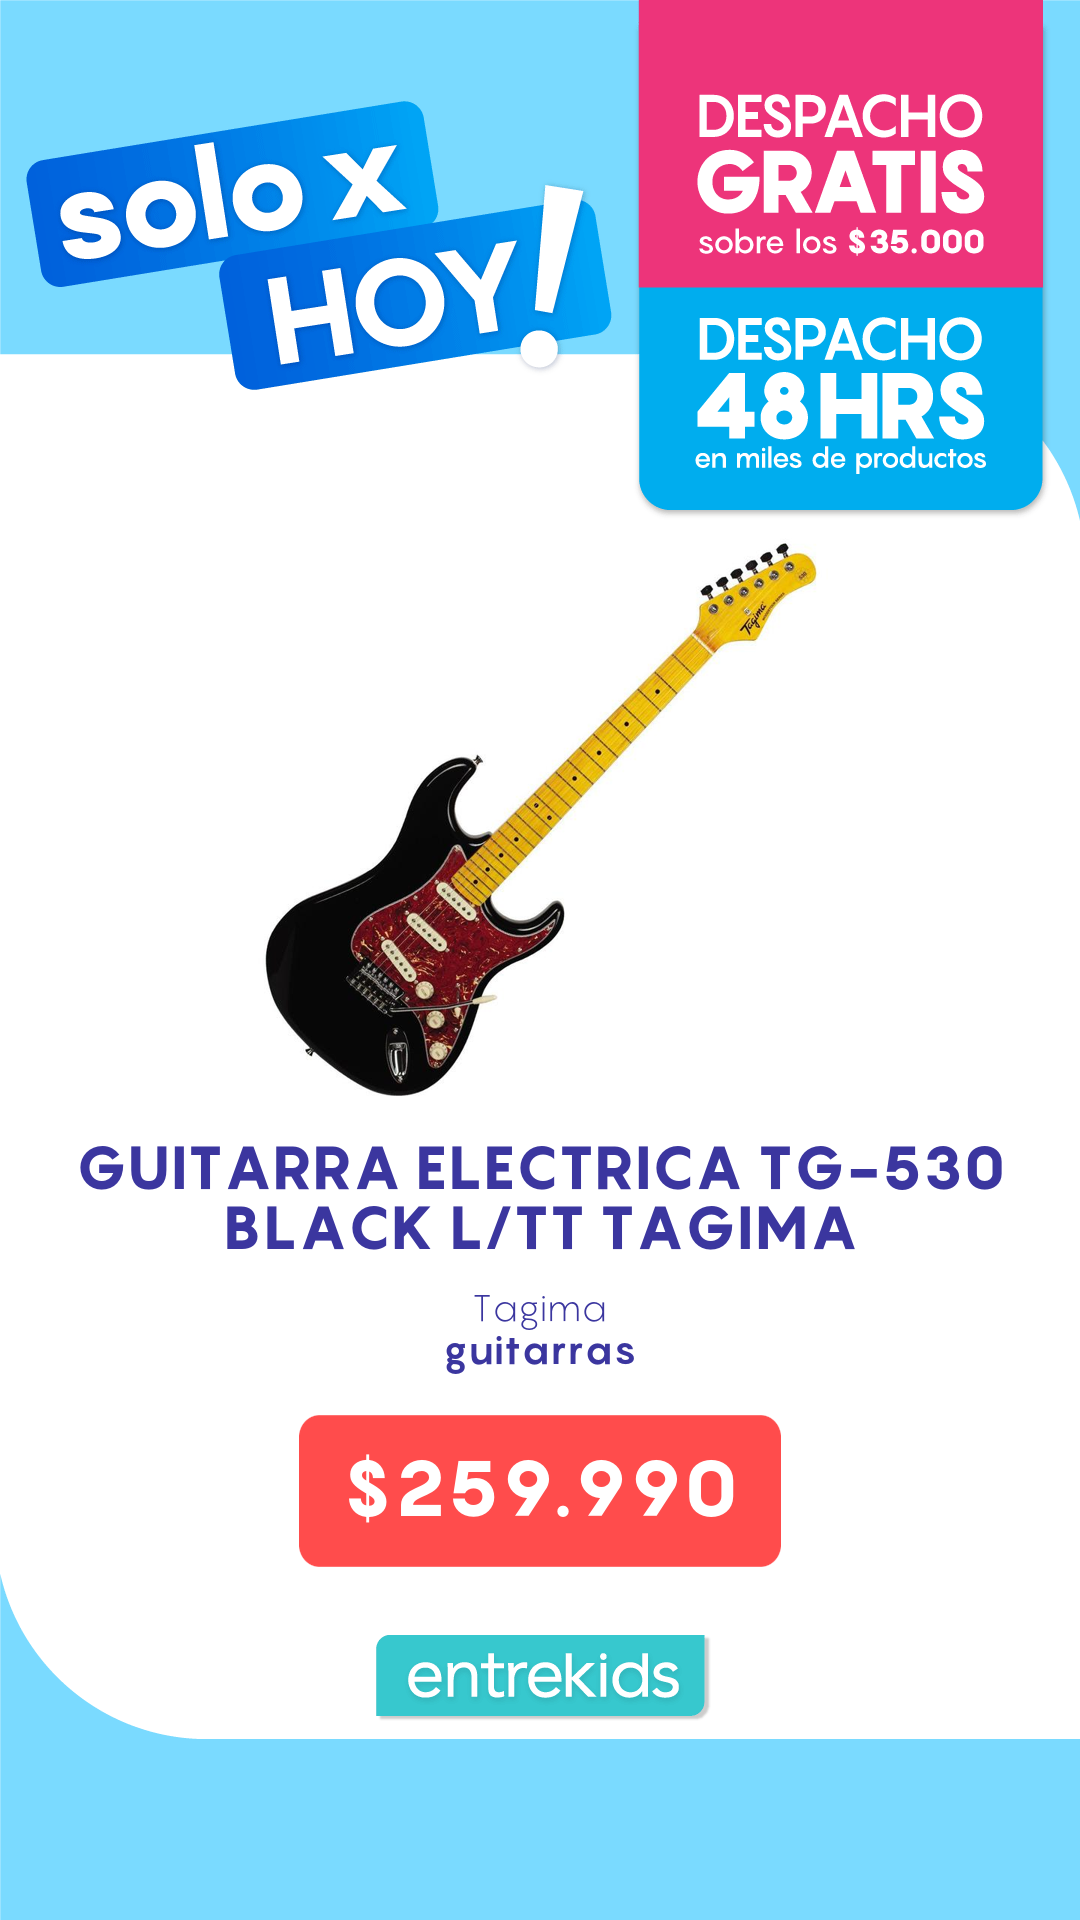 solo x
HOY!
DESPACHO
GRATIS
sobre los $35.000
DESPACHO
48HRS
en miles de productos
Tagima
GUITARRA ELECTRICA TG-530
BLACK L/TT TAGIMA
Tagima
guitarras
$259.990
entrekids